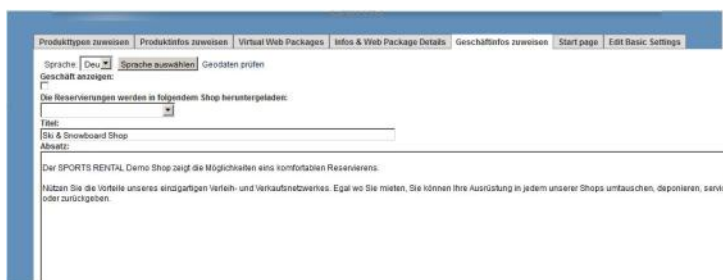 Produkttypen zuweisen Produktinfos zuweisen Virtual Web Packages Infos & Web Package Details Geschäftinfos zuweisen Start page Edit Basic Settings
Sprache: Deu Sprache auswählen Geodaten prüfen
Geschäft anzeigen:
Die Reservierungen werden in folgendem Shop heruntergeladen:
Titel:
Ski & Snowboard Shop
Absatz:
Der SPORTS RENTAL Demo Shop zeigt die Möglichkeiten eins komfortablen Reservierens.
Nützen Sie die Vorteile unseres einzigartigen Verleih- und Verkaufsnetzwerkes. Egal wo Sie mieten, Sie können Ihre Ausrüstung in jedem unserer Shops umtauschen, deponieren, servi
oder zurückgeben.